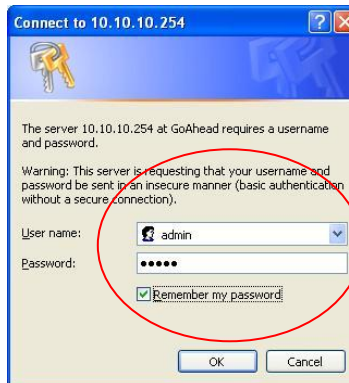 Connect to 10.10.10.254
The server 10.10.10.254 at GoAhead requires a username
and password.
Warning: This server is requesting that your username and
password be sent in an insecure manner (basic authentication
without a secure connection).
User name:
admin
Password:
•••••
Remember my password
OK
Cancel